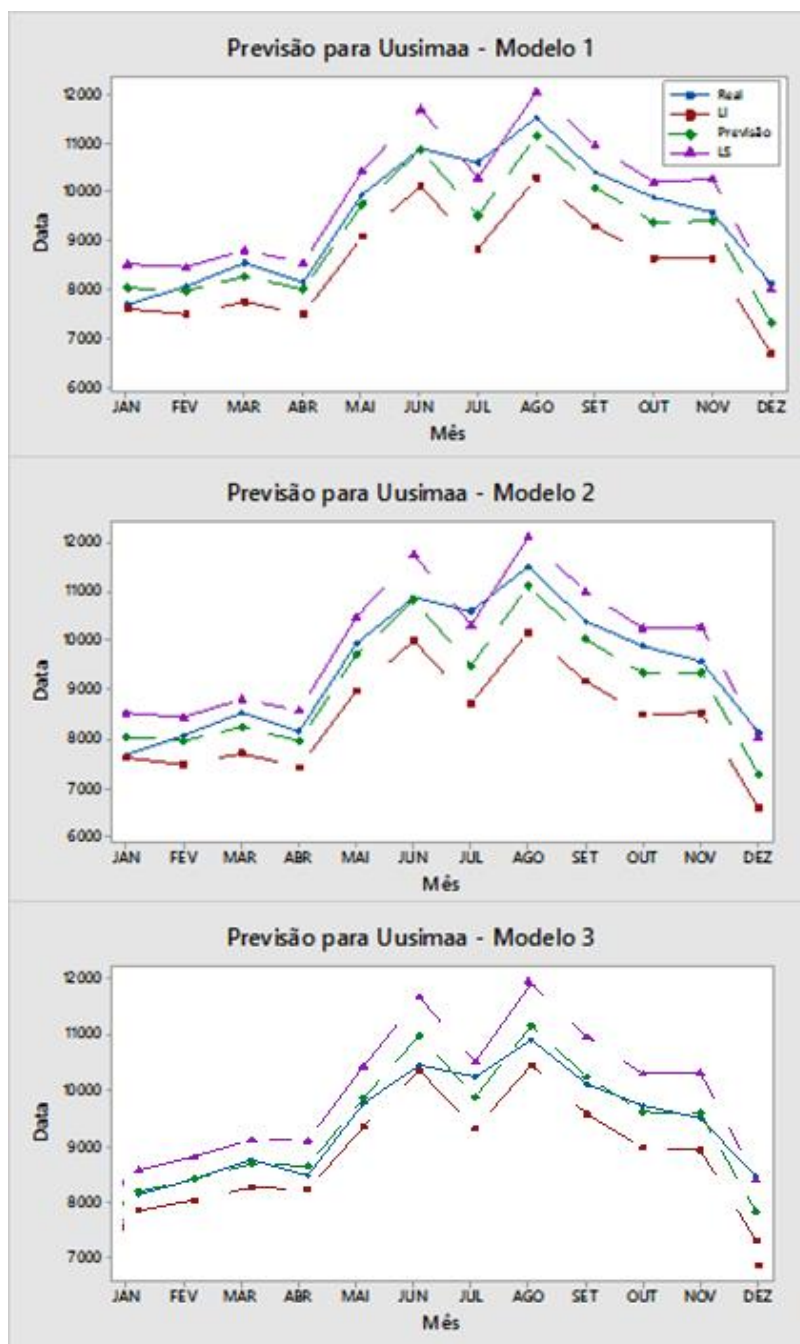 Previsão para Uusimaa - Modelo 1
12000
11000
10000
9000
8000
7000
6000
Data
Real
LI
Previsão
LS
JAN FEV MAR ABR MAI JUN JUL AGO SET OUT NOV DEZ
Mês
Previsão para Uusimaa - Modelo 2
12000
11000
10000
9000
8000
7000
6000
Data
JAN FEV MAR ABR MAI JUN JUL AGO SET OUT NOV DEZ
Mês
Previsão para Uusimaa - Modelo 3
12000
11000
10000
9000
8000
7000
Data
JAN FEV MAR ABR MAI JUN JUL AGO SET OUT NOV DEZ
Mês